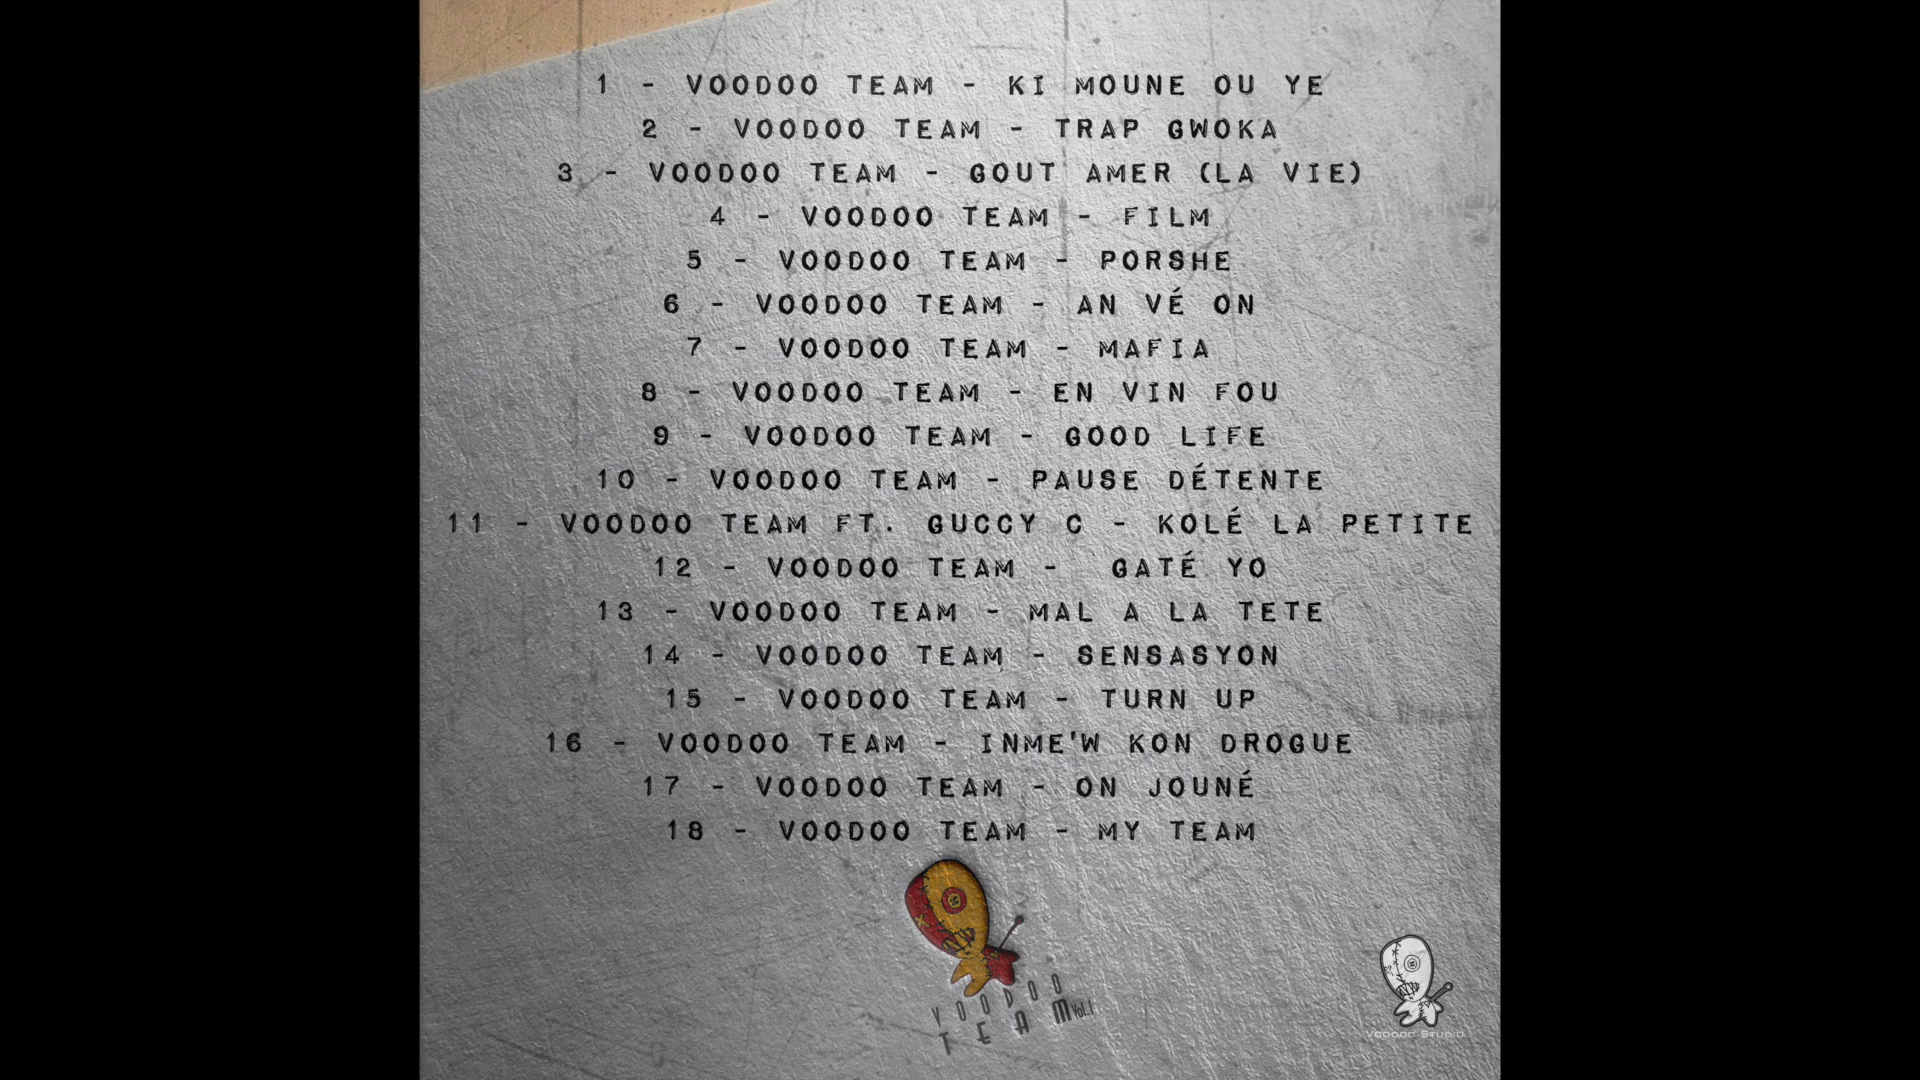 1 - VOODOO TEAM - KI MOUNE OU YE
2 - VOODOO TEAM - TRAP GWOKA
3 - VOODOO TEAM - GOUT AMER (LA VIE)
4 - VOODOO TEAM - FILM
5 - VOODOO TEAM - PORSHE
6 - VOODOO TEAM - AN VÉ ON
7 - VOODOO TEAM - MAFIA
8 - VOODOO TEAM - EN VIN FOU
9 - VOODOO TEAM - GOOD LIFE
10 - VOODOO TEAM - PAUSE DÉTENTE
11 - VOODOO TEAM FT. GUCCY C - KOLÉ LA PETITE
12 - VOODOO TEAM - GATÉ YO
13 - VOODOO TEAM - MAL A LA TETE
14 - VOODOO TEAM - SENSASYON
15 - VOODOO TEAM - TURN UP
16 - VOODOO TEAM - INME'W KON DROGUE
17 - VOODOO TEAM - ON JOUNÉ
18 - VOODOO TEAM - MY TEAM
VOODOO
TEAM Vol.1
Voodoo Studio